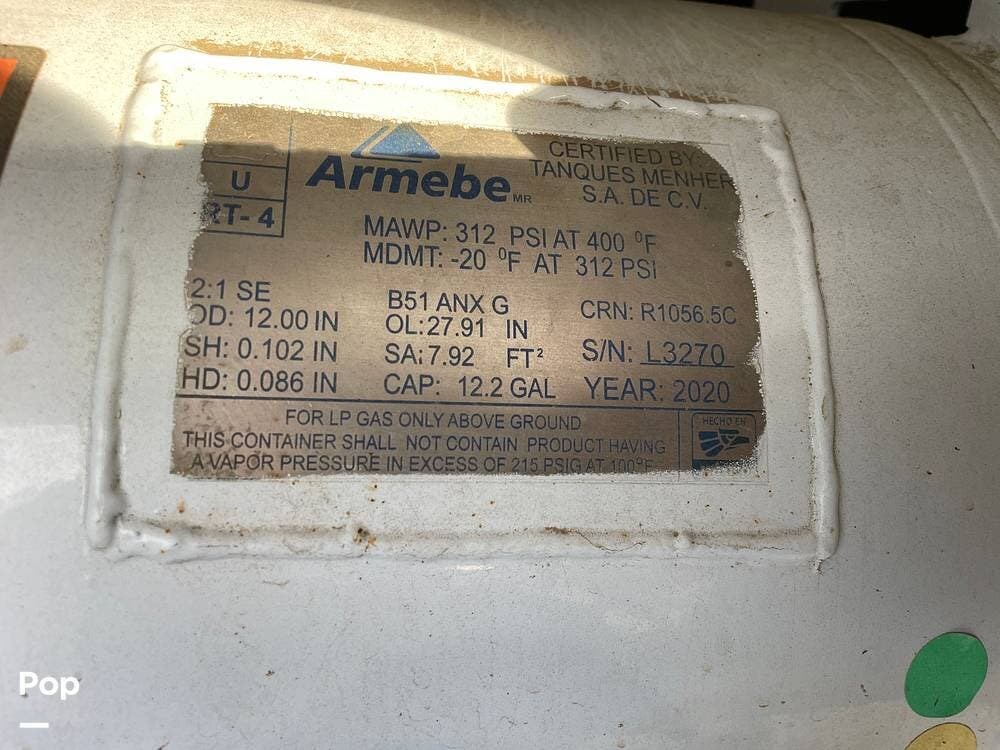 U
RT-4
Armebe MR
CERTIFIED BY:
TANQUES MENHER
S.A. DE C.V.
MAWP: 312 PSI AT 400 ⁰F
MDMT: -20 ⁰F AT 312 PSI
2:1 SE
OD: 12.00 IN
SH: 0.102 IN
HD: 0.086 IN
B51 ANX G
OL: 27.91 IN
SA: 7.92 FT²
CAP: 12.2 GAL
CRN: R1056.5C
S/N: L3270
YEAR: 2020
FOR LP GAS ONLY ABOVE GROUND
THIS CONTAINER SHALL NOT CONTAIN PRODUCT HAVING
A VAPOR PRESSURE IN EXCESS OF 215 PSIG AT 100°F
HECHO EN
Pop